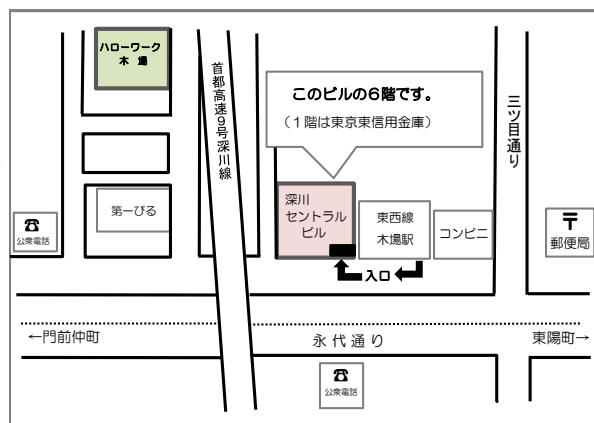 ハローワーク
木場
首都高速9号深川線
このビルの6階です。
（1階は東京東信用金庫）
三ツ目通り
第一びる
公衆電話
深川
セントラル
ビル
東西線
木場駅
コンビニ
〒
郵便局
入口
←門前仲町
永代通り
東陽町→
公衆電話